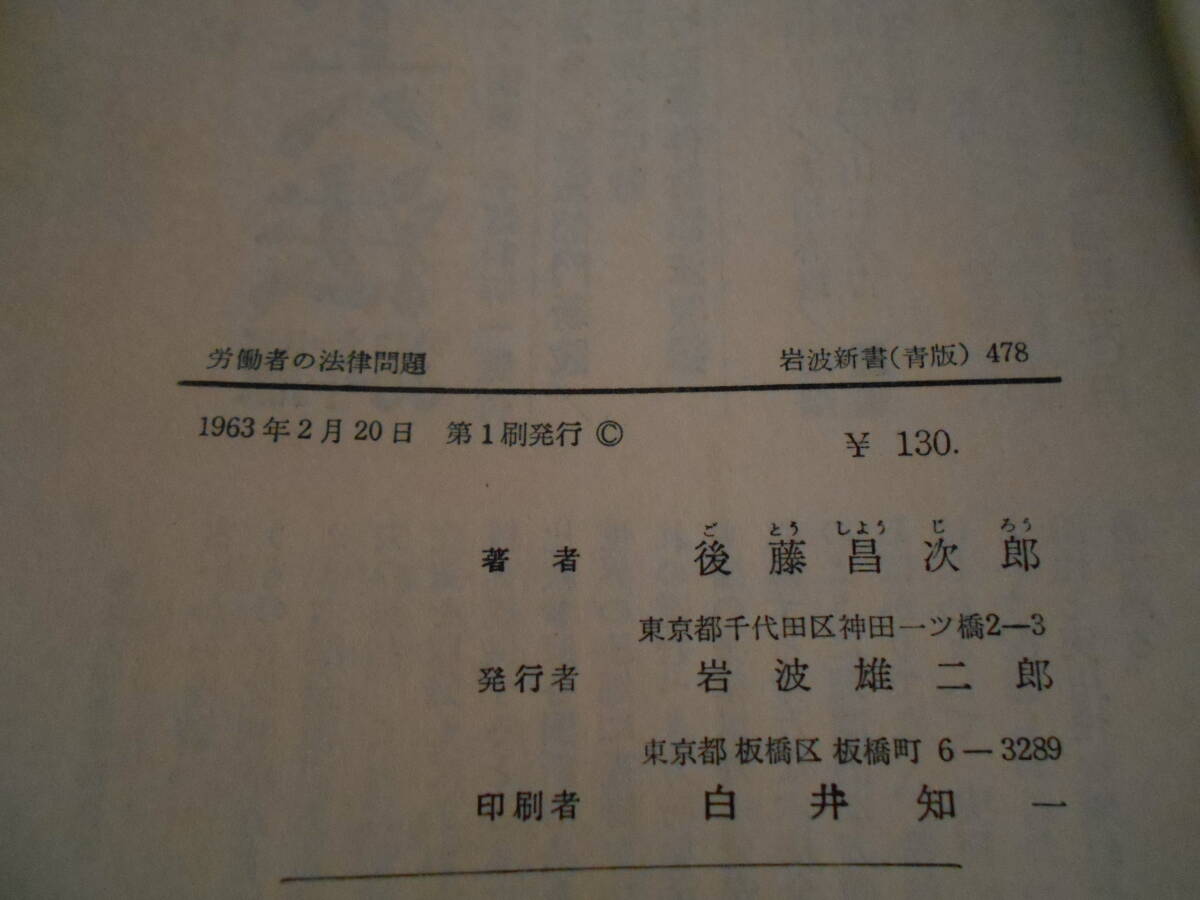 労働者の法律問題 岩波新書(青版) 478
1963年2月20日 第1刷発行 ©
¥ 130.
ご とう しよう じ ろう
著者 後藤昌次郎
東京都千代田区神田一ツ橋2—3
発行者 岩波雄二郎
東京都板橋区板橋町 6—3289
印刷者 白井知一